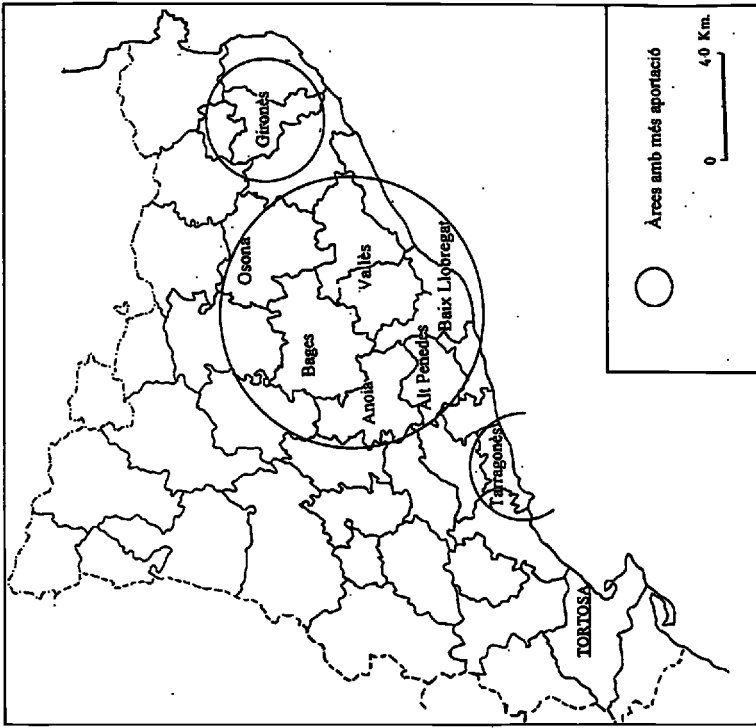 Gironès
Osona
Vallès
Bages
Baix Llobregat
Alt Penedès
Anoia
Tarragonès
TORTOSA
Àrees amb més aportació
0 40 Km.